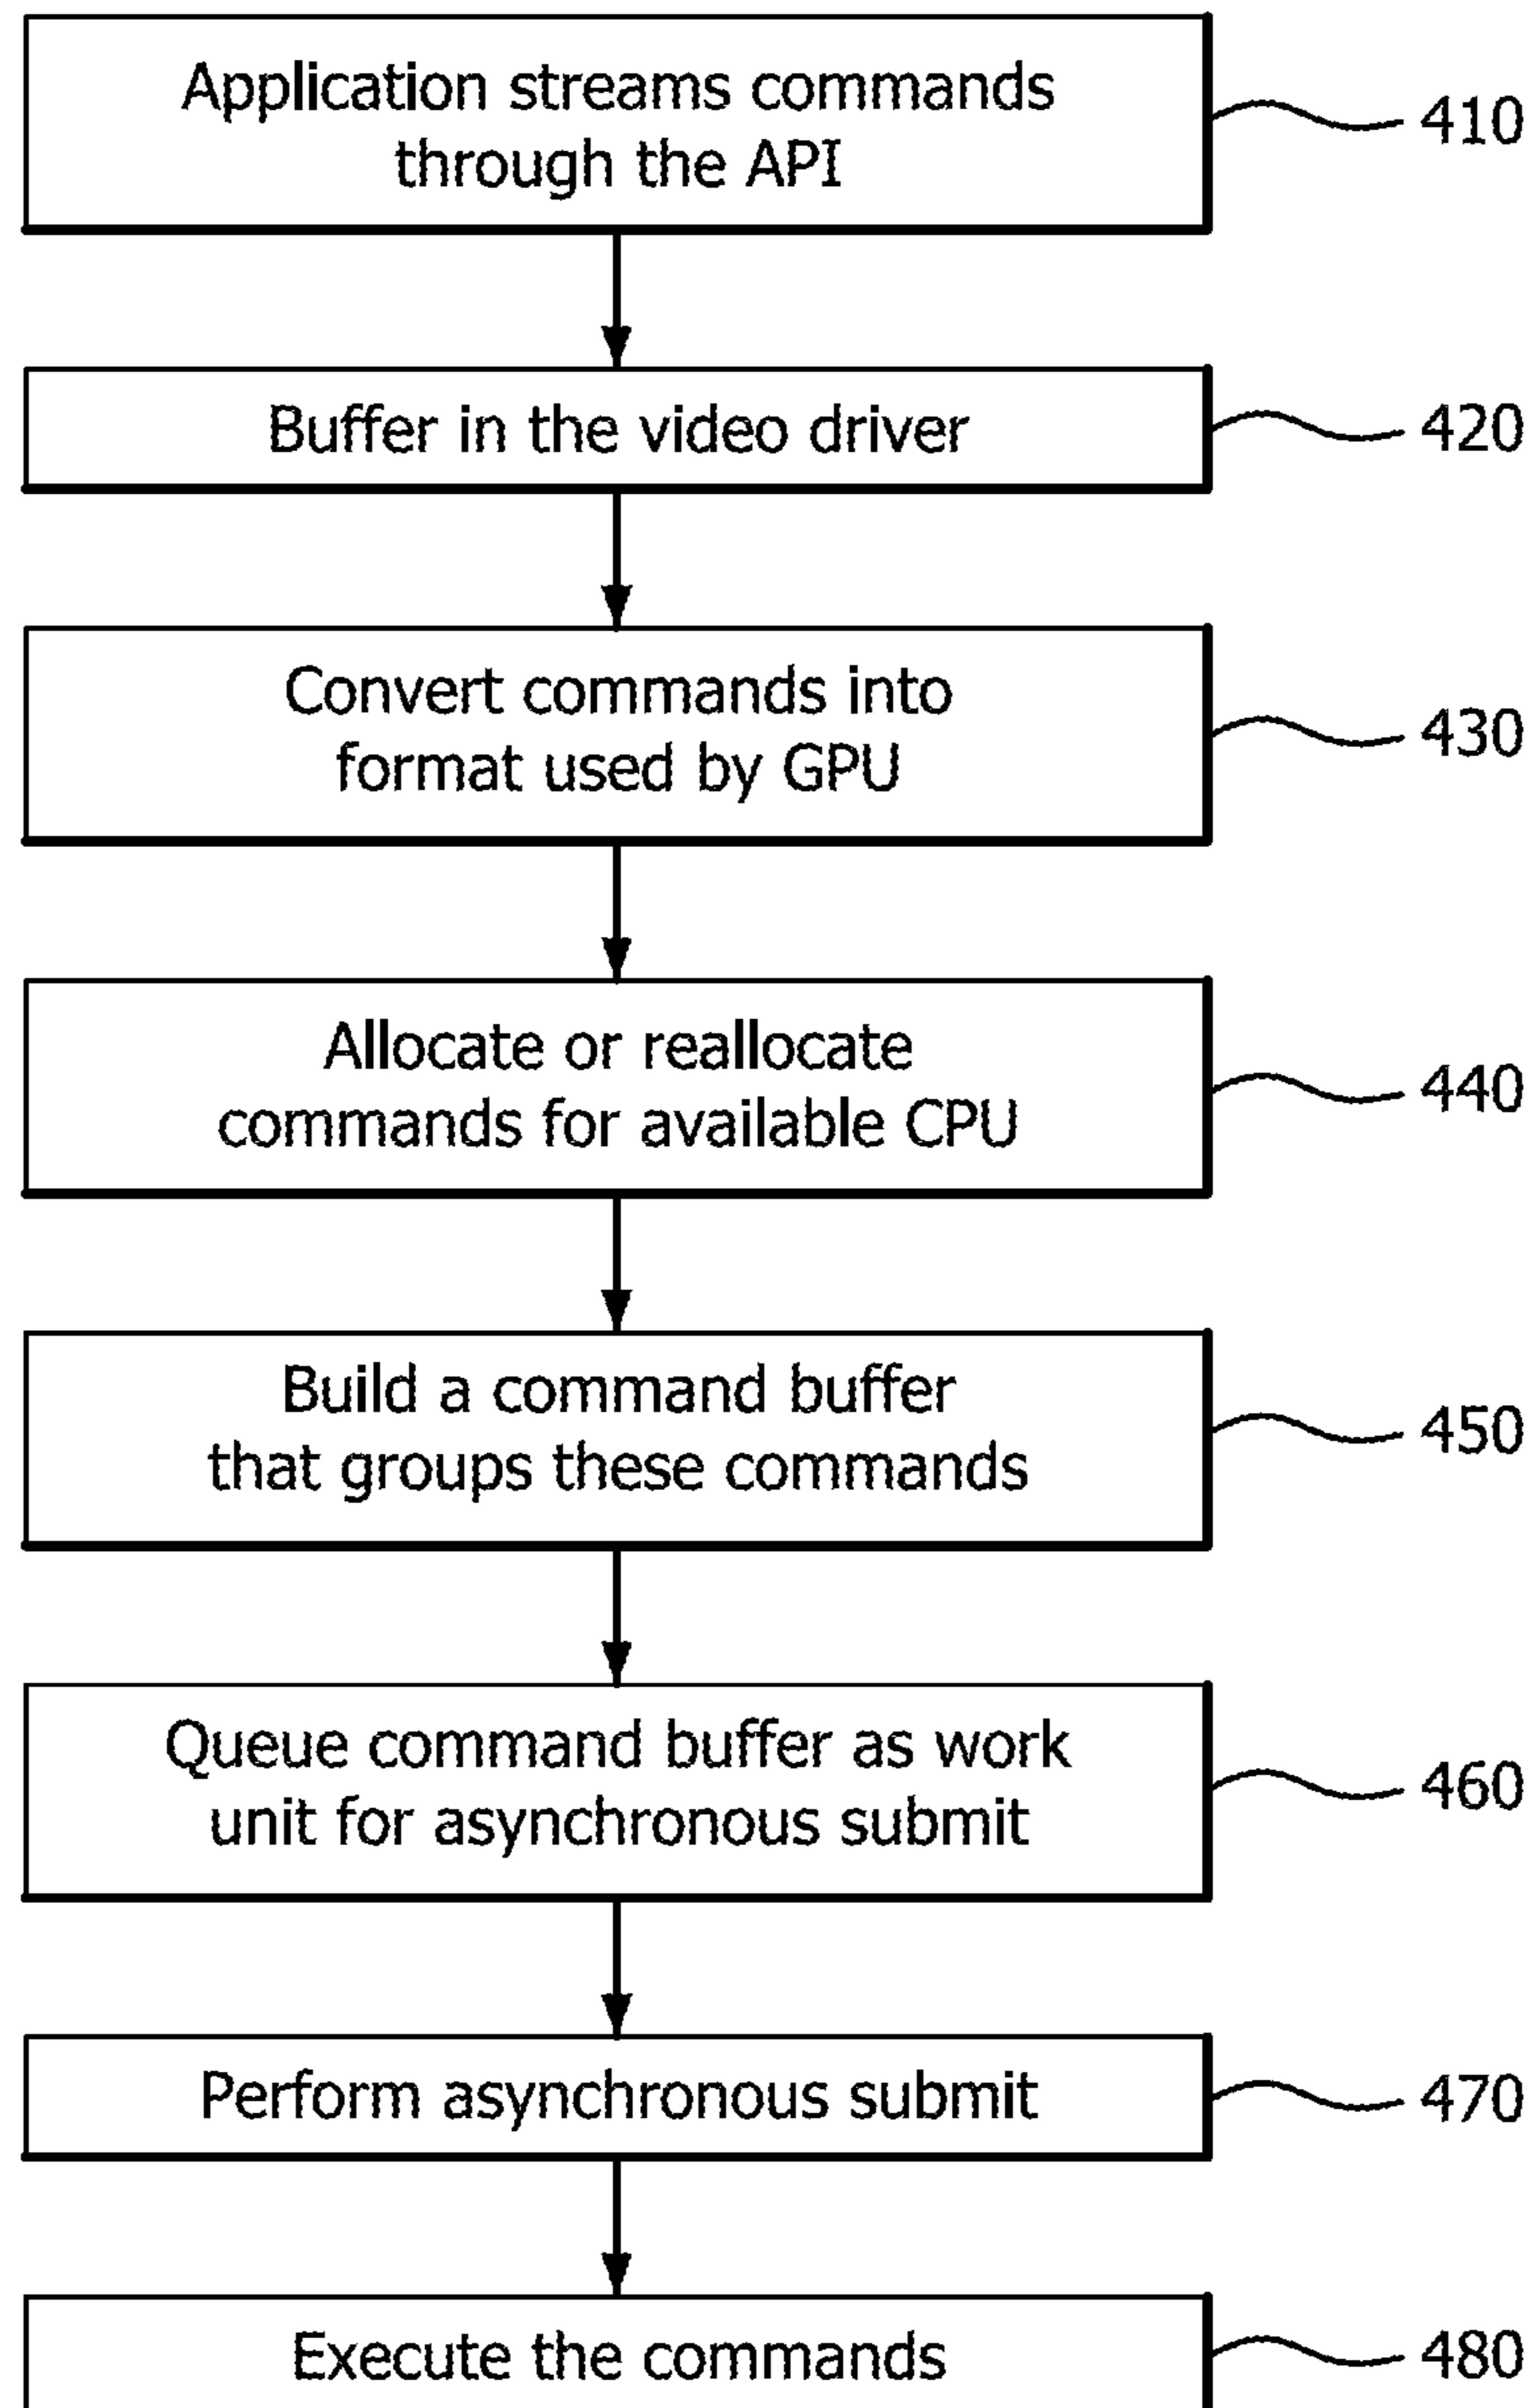 Application streams commands
through the API
410
Buffer in the video driver
420
Convert commands into
format used by GPU
430
Allocate or reallocate
commands for available CPU
440
Build a command buffer
that groups these commands
450
Queue command buffer as work
unit for asynchronous submit
460
Perform asynchronous submit
470
Execute the commands
480